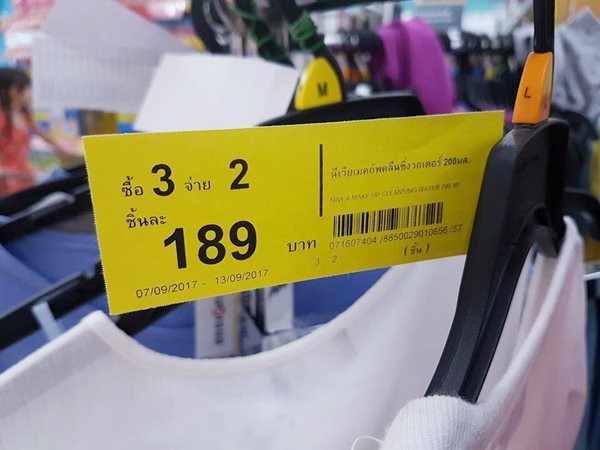 M
L
ซื้อ 3 จ่าย 2
ชิ้นละ
189 บาท
07/09/2017 - 13/09/2017
นีเวียเมคอัพคลีนซิ่งวอเตอร์ 200มล.
NIVEA MAKE UP CLEANSING WATER 200 ML
071607404 /8850029010656 /57
3 2 (ชิ้น)